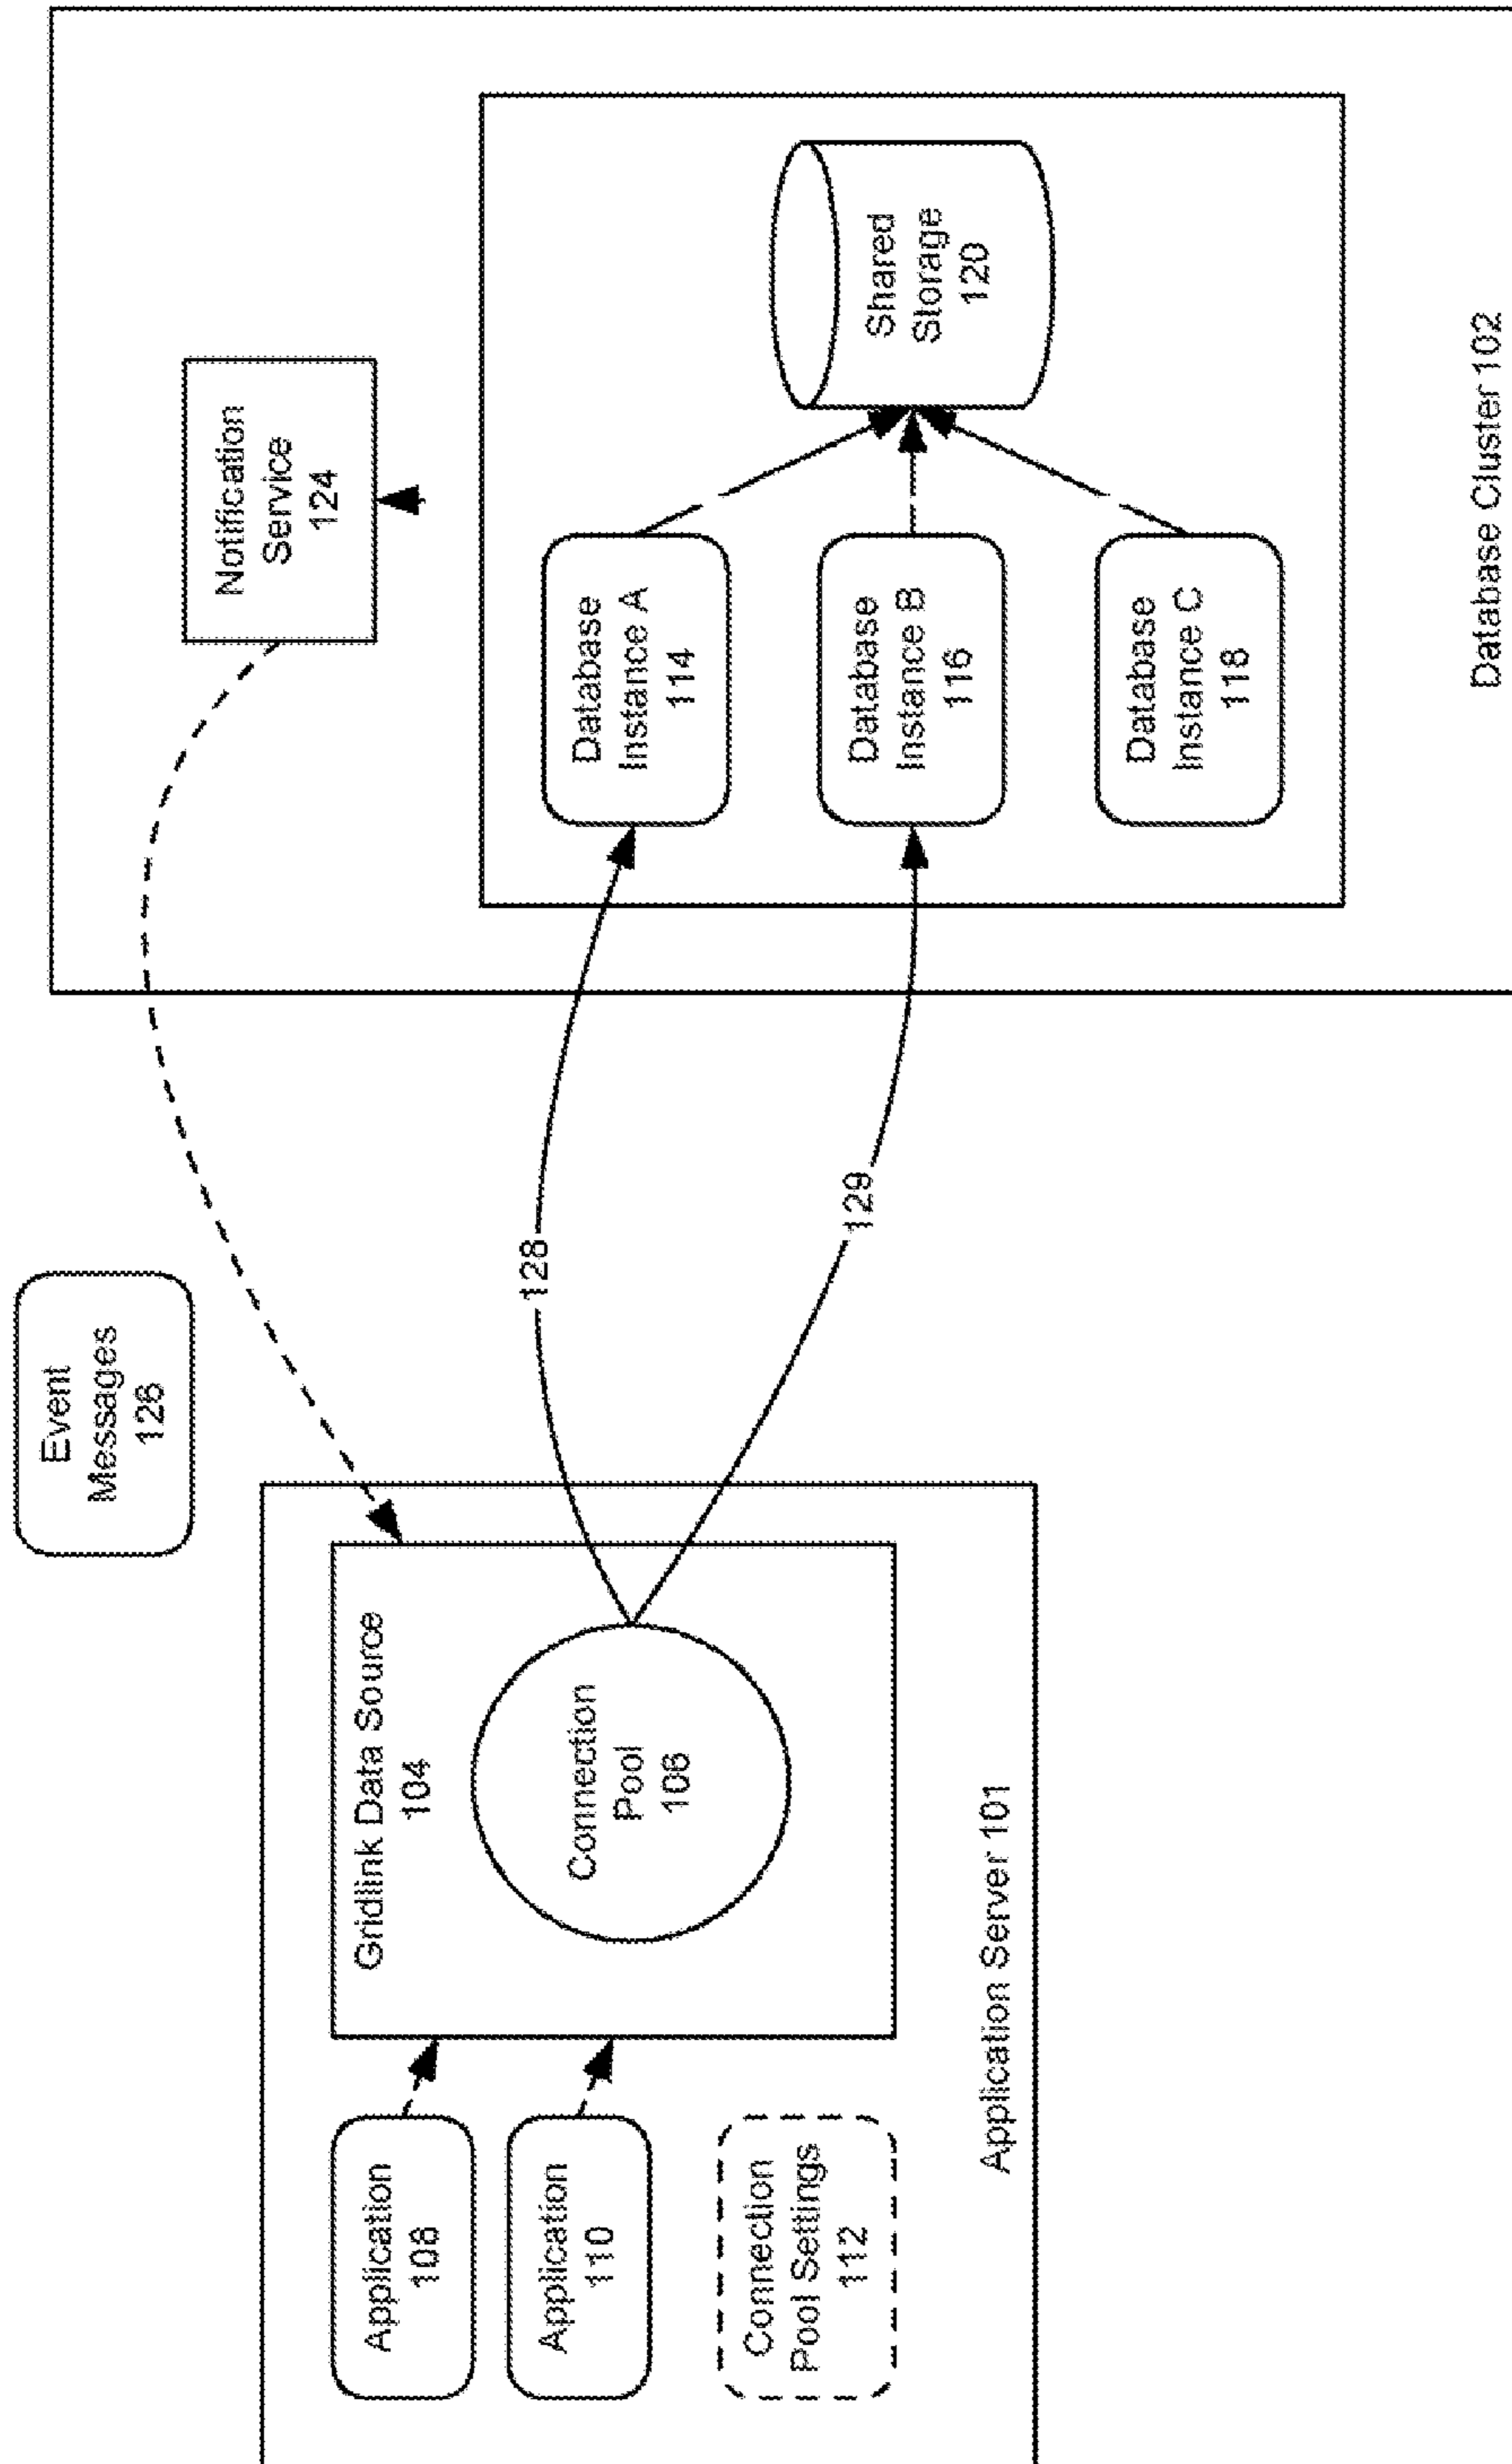 Event
Messages
126
Application
108
Application
110
Connection
Pool Settings
112
Gridlink Data Source
104
Connection
Pool
106
Application Server 101
128
129
Notification
Service
124
Database
Instance A
114
Database
Instance B
116
Database
Instance C
118
Shared
Storage
120
Database Cluster 102